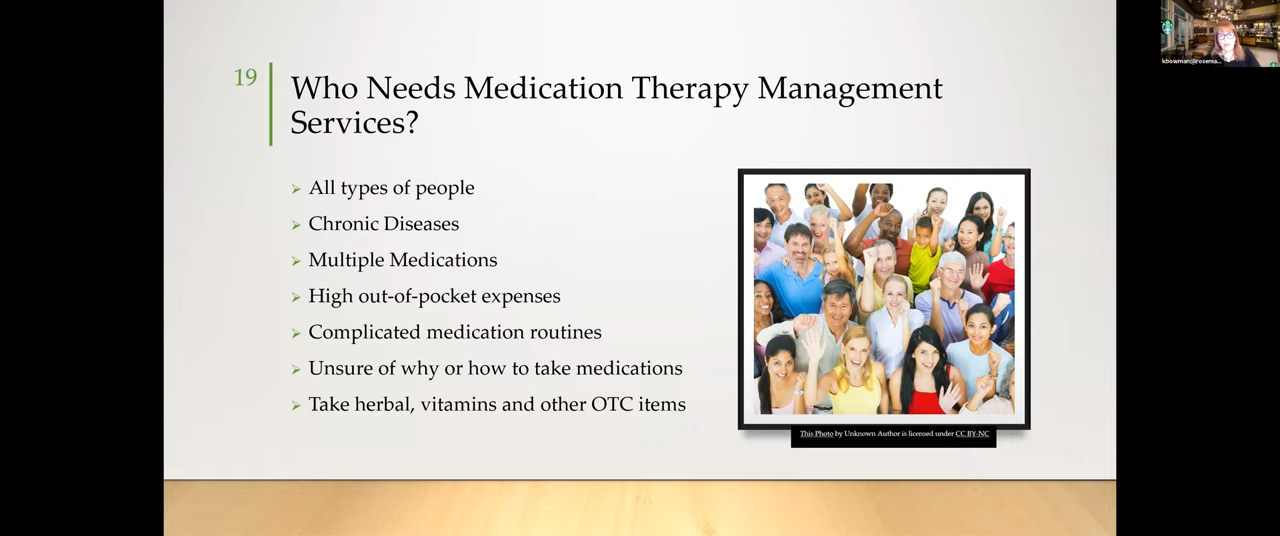 19
Who Needs Medication Therapy Management
Services?
All types of people
Chronic Diseases
Multiple Medications
High out-of-pocket expenses
Complicated medication routines
Unsure of why or how to take medications
Take herbal, vitamins and other OTC items
This Photo by Unknown Author is licensed under CC BY-NC
kbowman@rosema...